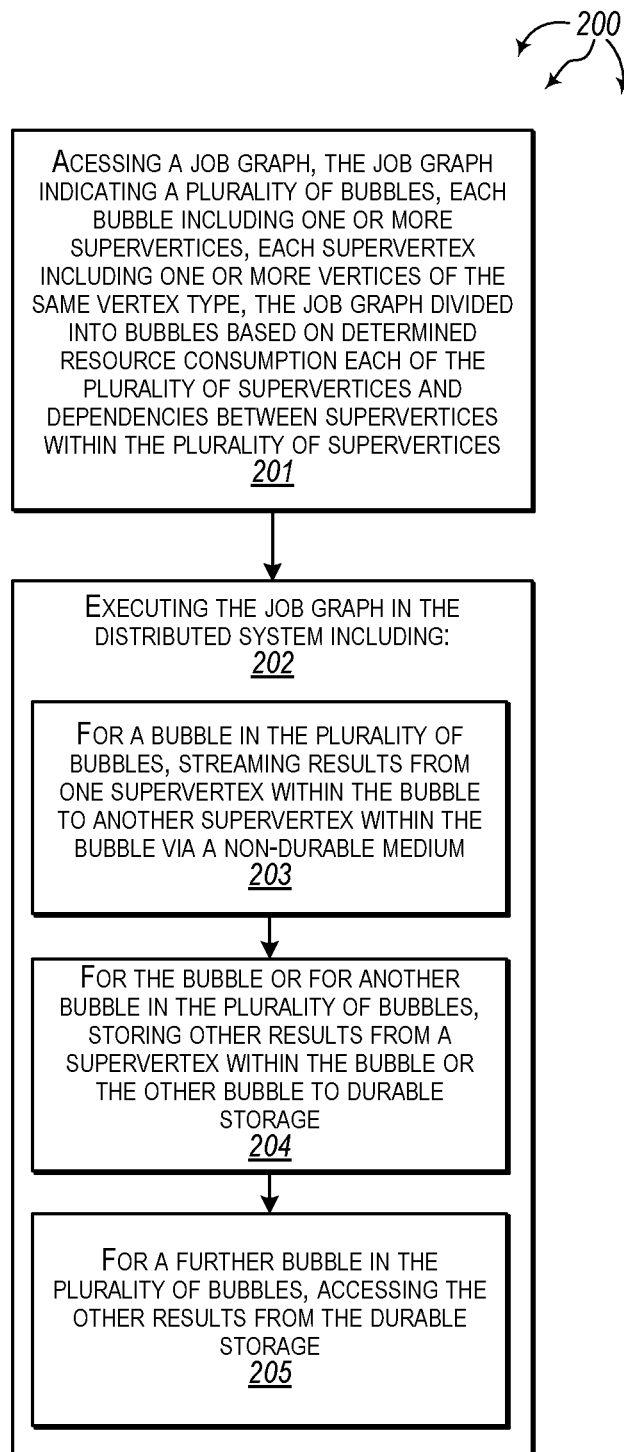 200
ACESSING A JOB GRAPH, THE JOB GRAPH
INDICATING A PLURALITY OF BUBBLES, EACH
BUBBLE INCLUDING ONE OR MORE
SUPERVERTICES, EACH SUPERVERTEX
INCLUDING ONE OR MORE VERTICES OF THE
SAME VERTEX TYPE, THE JOB GRAPH DIVIDED
INTO BUBBLES BASED ON DETERMINED
RESOURCE CONSUMPTION EACH OF THE
PLURALITY OF SUPERVERTICES AND
DEPENDENCIES BETWEEN SUPERVERTICES
WITHIN THE PLURALITY OF SUPERVERTICES
201
EXECUTING THE JOB GRAPH IN THE
DISTRIBUTED SYSTEM INCLUDING:
202
FOR A BUBBLE IN THE PLURALITY OF
BUBBLES, STREAMING RESULTS FROM
ONE SUPERVERTEX WITHIN THE BUBBLE
TO ANOTHER SUPERVERTEX WITHIN THE
BUBBLE VIA A NON-DURABLE MEDIUM
203
FOR THE BUBBLE OR FOR ANOTHER
BUBBLE IN THE PLURALITY OF BUBBLES,
STORING OTHER RESULTS FROM A
SUPERVERTEX WITHIN THE BUBBLE OR
THE OTHER BUBBLE TO DURABLE
STORAGE
204
FOR A FURTHER BUBBLE IN THE
PLURALITY OF BUBBLES, ACCESSING THE
OTHER RESULTS FROM THE DURABLE
STORAGE
205